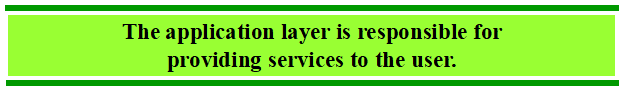 The application layer is responsible for
providing services to the user.